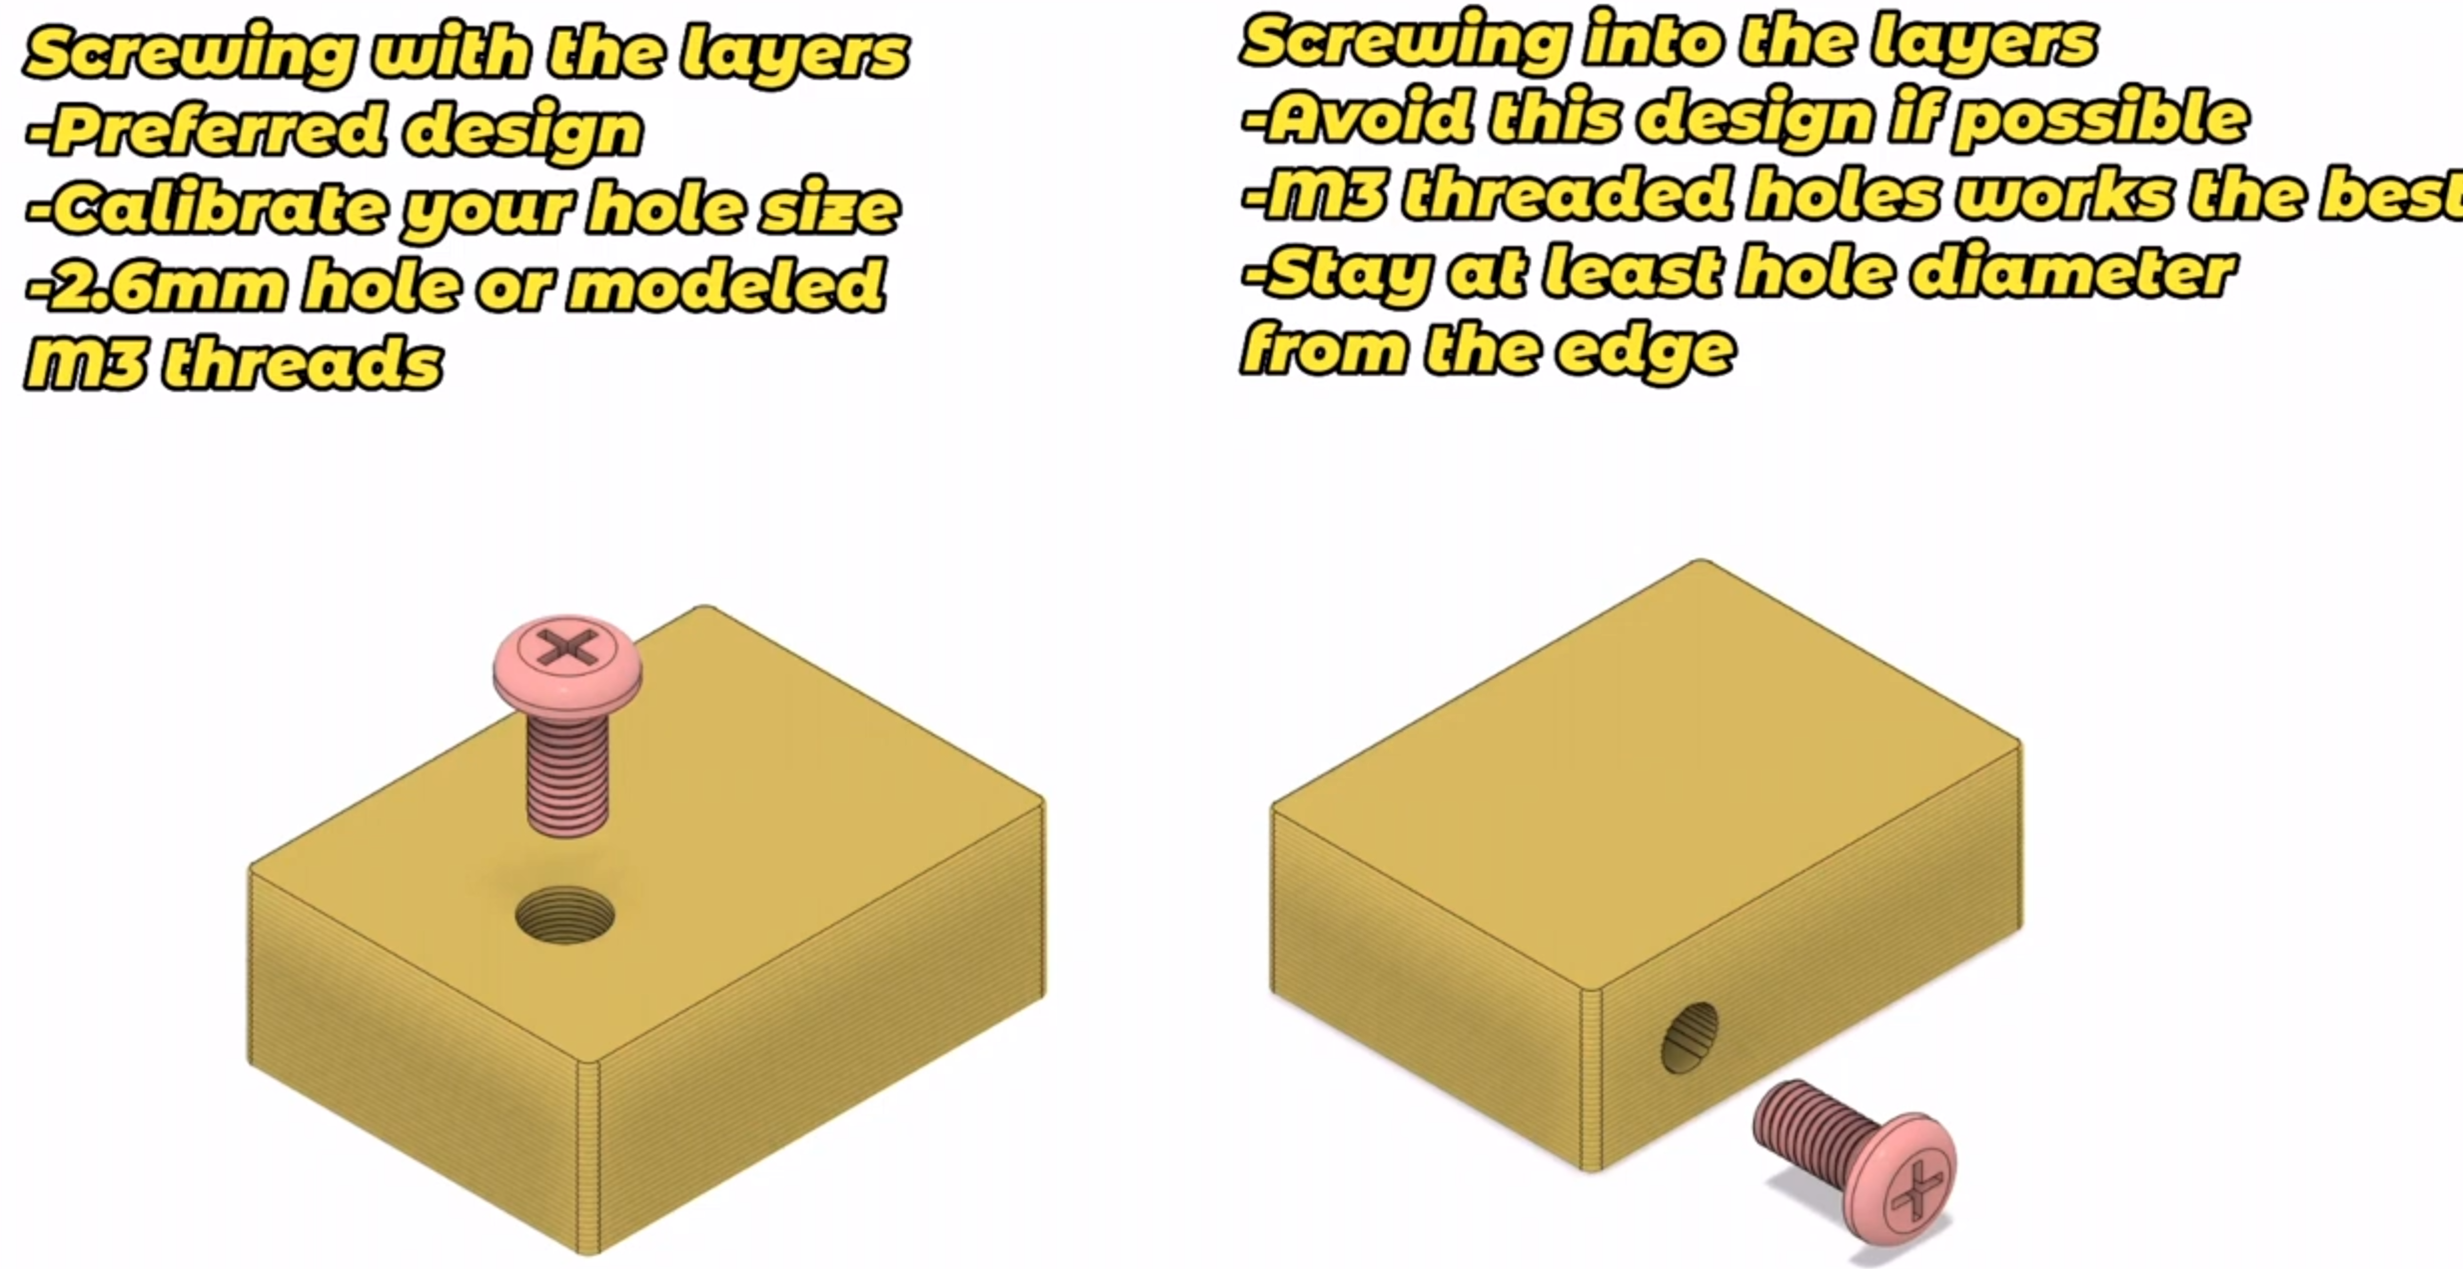 Screwing with the layers
-Preferred design
-Calibrate your hole size
-2.6mm hole or modeled
M3 threads
Screwing into the layers
-Avoid this design if possible
-M3 threaded holes works the best
-Stay at least hole diameter
from the edge